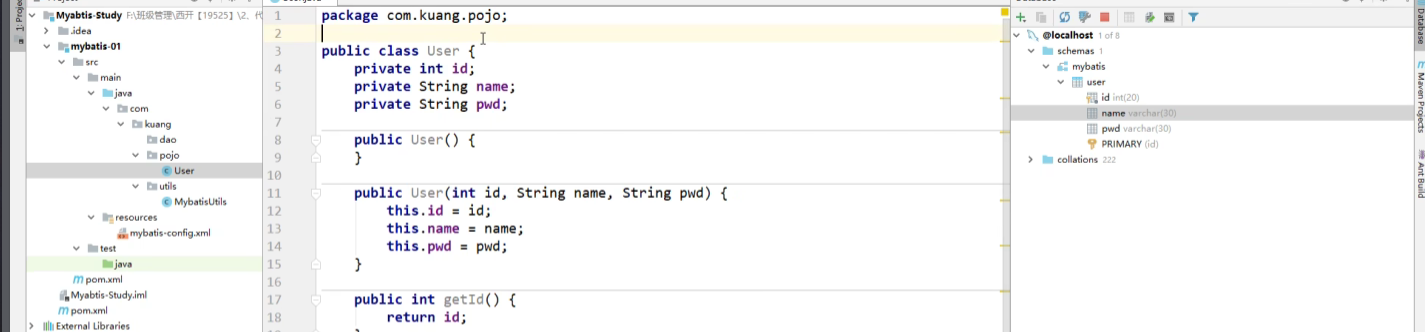 Myabtis-Study F:\班级管理\西开【19525】\2、代
.idea
mybatis-01
src
main
java
com
kuang
dao
pojo
User
utils
MybatisUtils
resources
mybatis-config.xml
test
java
pom.xml
Myabtis-Study.iml
pom.xml
External Libraries
1 package com.kuang.pojo;
2
3 public class User {
4 private int id;
5 private String name;
6 private String pwd;
7
8 public User() {
9 }
10
11 public User(int id, String name, String pwd) {
12 this.id = id;
13 this.name = name;
14 this.pwd = pwd;
15 }
16
17 public int getId() {
18 return id;
@localhost 1 of 8
schemas 1
mybatis
user
id int(20)
name varchar(30)
pwd varchar(30)
PRIMARY (id)
collations 222
Database
Maven Projects
Ant Build